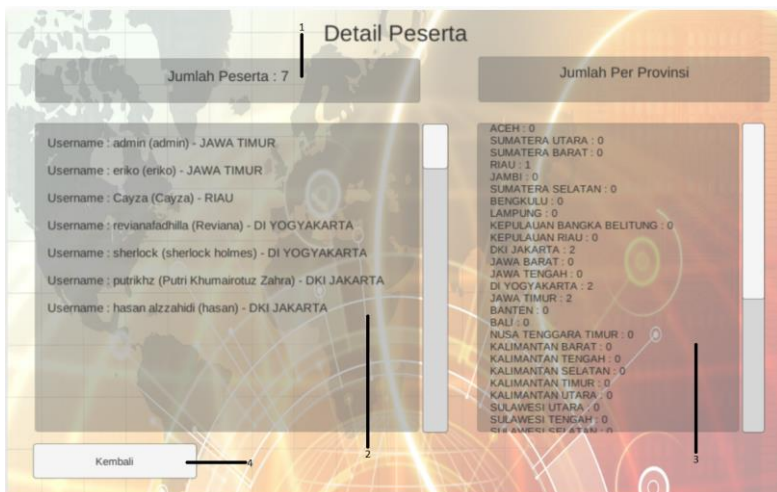 Detail Peserta
1
Jumlah Peserta : 7
Jumlah Per Provinsi
Username : admin (admin) - JAWA TIMUR
Username : eriko (eriko) - JAWA TIMUR
Username : Cayza (Cayza) - RIAU
Username : revianafadhilla (Reviana) - DI YOGYAKARTA
Username : sherlock (sherlock holmes) - DI YOGYAKARTA
Username : putrikhz (Putri Khumairotuz Zahra) - DKI JAKARTA
Username : hasan alzzahidi (hasan) - DKI JAKARTA
2
ACEH : 0
SUMATERA UTARA : 0
SUMATERA BARAT : 0
RIAU : 1
JAMBI : 0
SUMATERA SELATAN : 0
BENGKULU : 0
LAMPUNG : 0
KEPULAUAN BANGKA BELITUNG : 0
KEPULAUAN RIAU : 0
DKI JAKARTA : 2
JAWA BARAT : 0
JAWA TENGAH : 0
DI YOGYAKARTA : 2
JAWA TIMUR : 2
BANTEN : 0
BALI : 0
NUSA TENGGARA TIMUR : 0
KALIMANTAN BARAT : 0
KALIMANTAN TENGAH : 0
KALIMANTAN SELATAN : 0
KALIMANTAN TIMUR : 0
KALIMANTAN UTARA : 0
SULAWESI UTARA : 0
SULAWESI TENGAH : 0
SULAWESI SELATAN : 0
3
Kembali
4